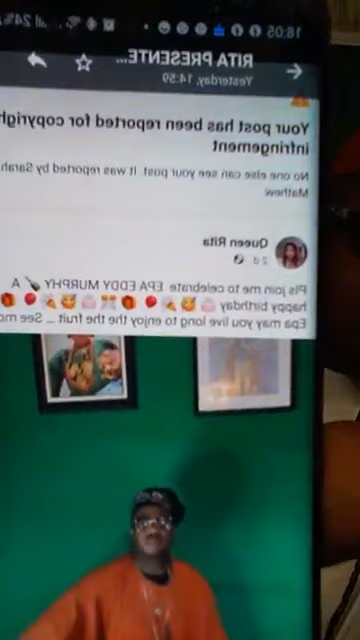 18:05 24%
RITA PRESENTE...
Yesterday, 14:59
Your post has been reported for copyright
infringement
No one else can see your post. It was reported by Sarah
Mathew
Queen Rita
2 d
Pls join me to celebrate EPA EDDY MURPHY 🎸 A
happy birthday 🎂🥰🎉🎈🎁🎊🎂🥰🎉🎈🎁
Epa may you live long to enjoy the the fruit ... See mo